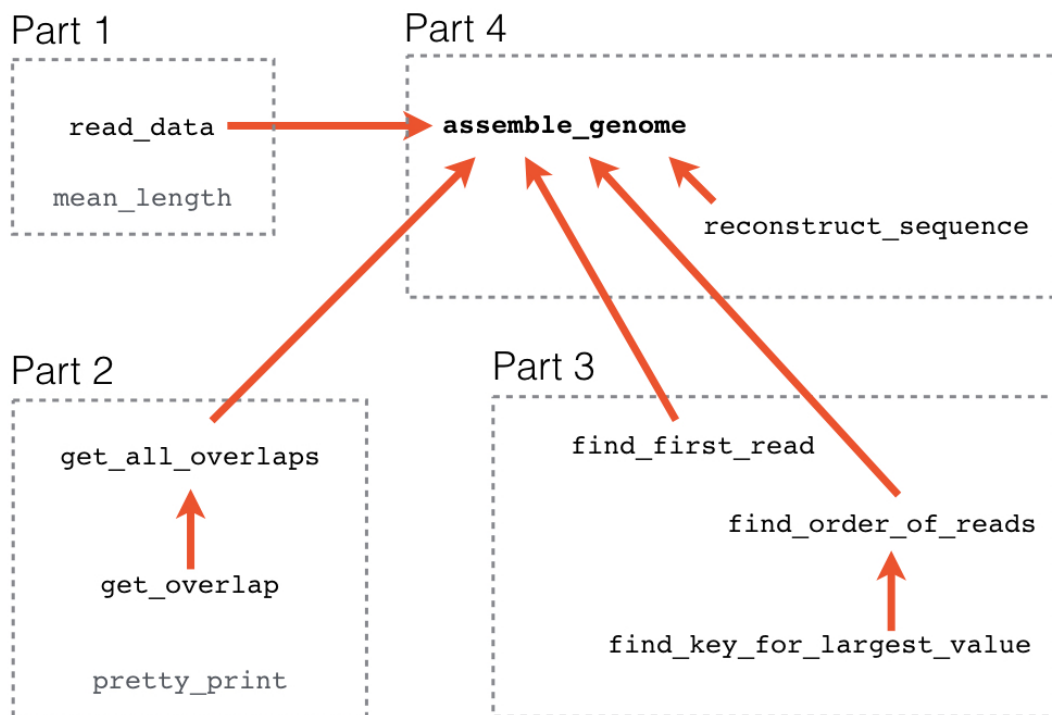 Part 1
read_data
mean_length
Part 4
assemble_genome
reconstruct_sequence
Part 2
get_all_overlaps
get_overlap
pretty_print
Part 3
find_first_read
find_order_of_reads
find_key_for_largest_value